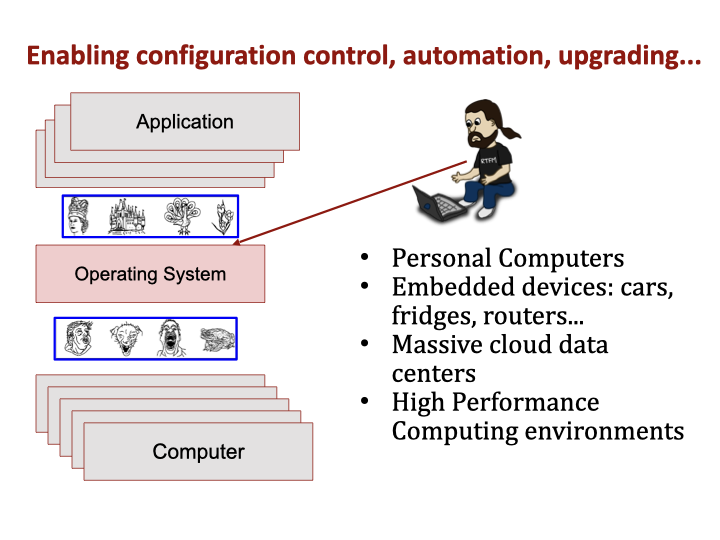 Enabling configuration control, automation, upgrading...
Application
RTFM
Operating System
• Personal Computers
• Embedded devices: cars,
fridges, routers...
• Massive cloud data
centers
• High Performance
Computing environments
Computer